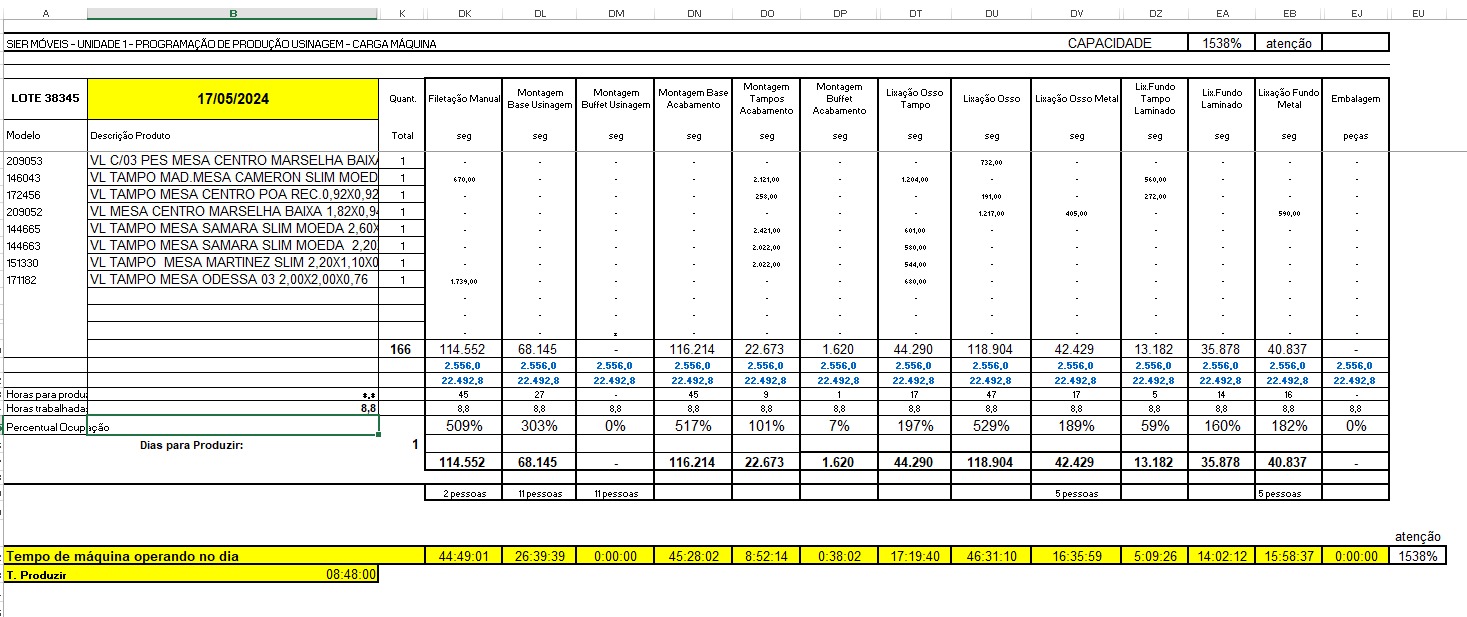 A B K DK DL DM DN DO DP DT DU DV DZ EA EB EJ EU
SIER MÓVEIS - UNIDADE 1 - PROGRAMAÇÃO DE PRODUÇÃO USINAGEM - CARGA MÁQUINA CAPACIDADE 1538% atenção
LOTE 38345 17/05/2024 Quant. Filetação Manual Montagem Base Usinagem Montagem Buffet Usinagem Montagem Base Acabamento Montagem Tampos Acabamento Montagem Buffet Acabamento Lixação Osso Tampo Lixação Osso Lixação Osso Metal Lix.Fundo Tampo Laminado Lix.Fundo Laminado Lixação Fundo Metal Embalagem
Modelo Descrição Produto Total seg seg seg seg seg seg seg seg seg seg seg seg peças
209053 VL C/03 PES MESA CENTRO MARSELHA BAIXA 1 - - - - - - - 732,00 - - - - -
146043 VL TAMPO MAD.MESA CAMERON SLIM MOED 1 670,00 - - - 2.121,00 - 1.204,00 - - 560,00 - - -
172456 VL TAMPO MESA CENTRO POA REC.0,92X0,92 1 - - - - 258,00 - - 191,00 - 272,00 - - -
209052 VL MESA CENTRO MARSELHA BAIXA 1,82X0,94 1 - - - - - - - 1.217,00 405,00 - - 590,00 -
144665 VL TAMPO MESA SAMARA SLIM MOEDA 2,60X 1 - - - - 2.421,00 - 601,00 - - - - - -
144663 VL TAMPO MESA SAMARA SLIM MOEDA 2,20 1 - - - - 2.022,00 - 580,00 - - - - - -
151330 VL TAMPO MESA MARTINEZ SLIM 2,20X1,10X0 1 - - - - 2.022,00 - 544,00 - - - - - -
171182 VL TAMPO MESA ODESSA 03 2,00X2,00X0,76 1 1.739,00 - - - - - 680,00 - - - - - -
- - - - - - - - - - - - -
- - - - - - - - - - - - -
- - - - - - - - - - - -
166 114.552 68.145 - 116.214 22.673 1.620 44.290 118.904 42.429 13.182 35.878 40.837 -
2.556,0 2.556,0 2.556,0 2.556,0 2.556,0 2.556,0 2.556,0 2.556,0 2.556,0 2.556,0 2.556,0 2.556,0 2.556,0
22.492,8 22.492,8 22.492,8 22.492,8 22.492,8 22.492,8 22.492,8 22.492,8 22.492,8 22.492,8 22.492,8 22.492,8 22.492,8
Horas para produz *,* 45 27 - 45 9 1 17 47 17 5 14 16 -
Horas trabalhadas 8,8 8,8 8,8 8,8 8,8 8,8 8,8 8,8 8,8 8,8 8,8 8,8 8,8 8,8
Percentual Ocupação 509% 303% 0% 517% 101% 7% 197% 529% 189% 59% 160% 182% 0%
Dias para Produzir: 1
114.552 68.145 - 116.214 22.673 1.620 44.290 118.904 42.429 13.182 35.878 40.837 -
2 pessoas 11 pessoas 11 pessoas 5 pessoas 5 pessoas
atenção
Tempo de máquina operando no dia 44:49:01 26:39:39 0:00:00 45:28:02 8:52:14 0:38:02 17:19:40 46:31:10 16:35:59 5:09:26 14:02:12 15:58:37 0:00:00 1538%
T. Produzir 08:48:00